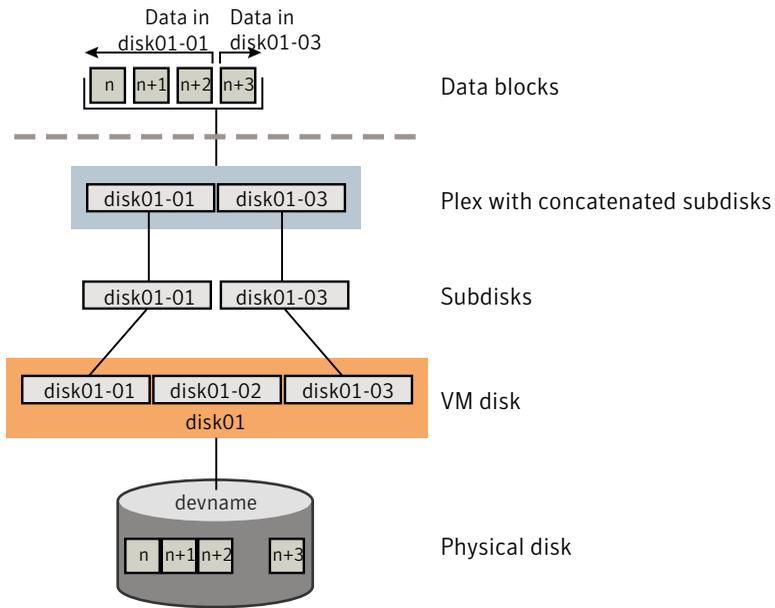 Data in Data in
disk01-01 disk01-03
n n+1 n+2 n+3 Data blocks
disk01-01 disk01-03 Plex with concatenated subdisks
disk01-01 disk01-03 Subdisks
disk01-01 disk01-02 disk01-03
disk01 VM disk
devname
n n+1 n+2 n+3 Physical disk